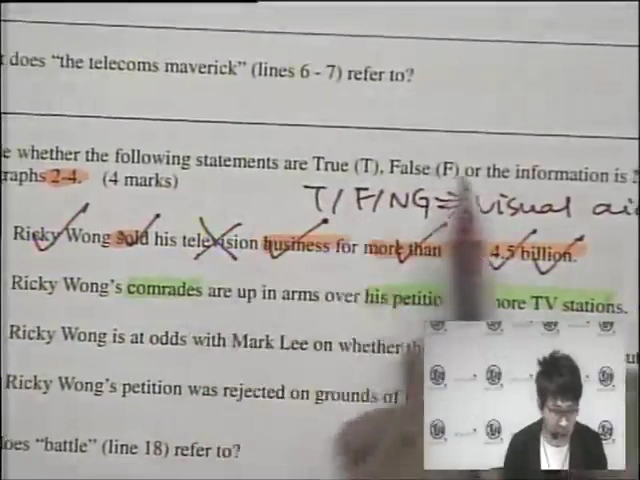 does "the telecoms maverick" (lines 6 - 7) refer to?
e whether the following statements are True (T), False (F) or the information is
raphs 2-4. (4 marks)
T/F/NG ⇒ visual ai
Ricky Wong sold his television business for more than 4.5 billion.
Ricky Wong's comrades are up in arms over his petitio more TV stations.
Ricky Wong is at odds with Mark Lee on whether
Ricky Wong's petition was rejected on grounds of
oes "battle" (line 18) refer to?